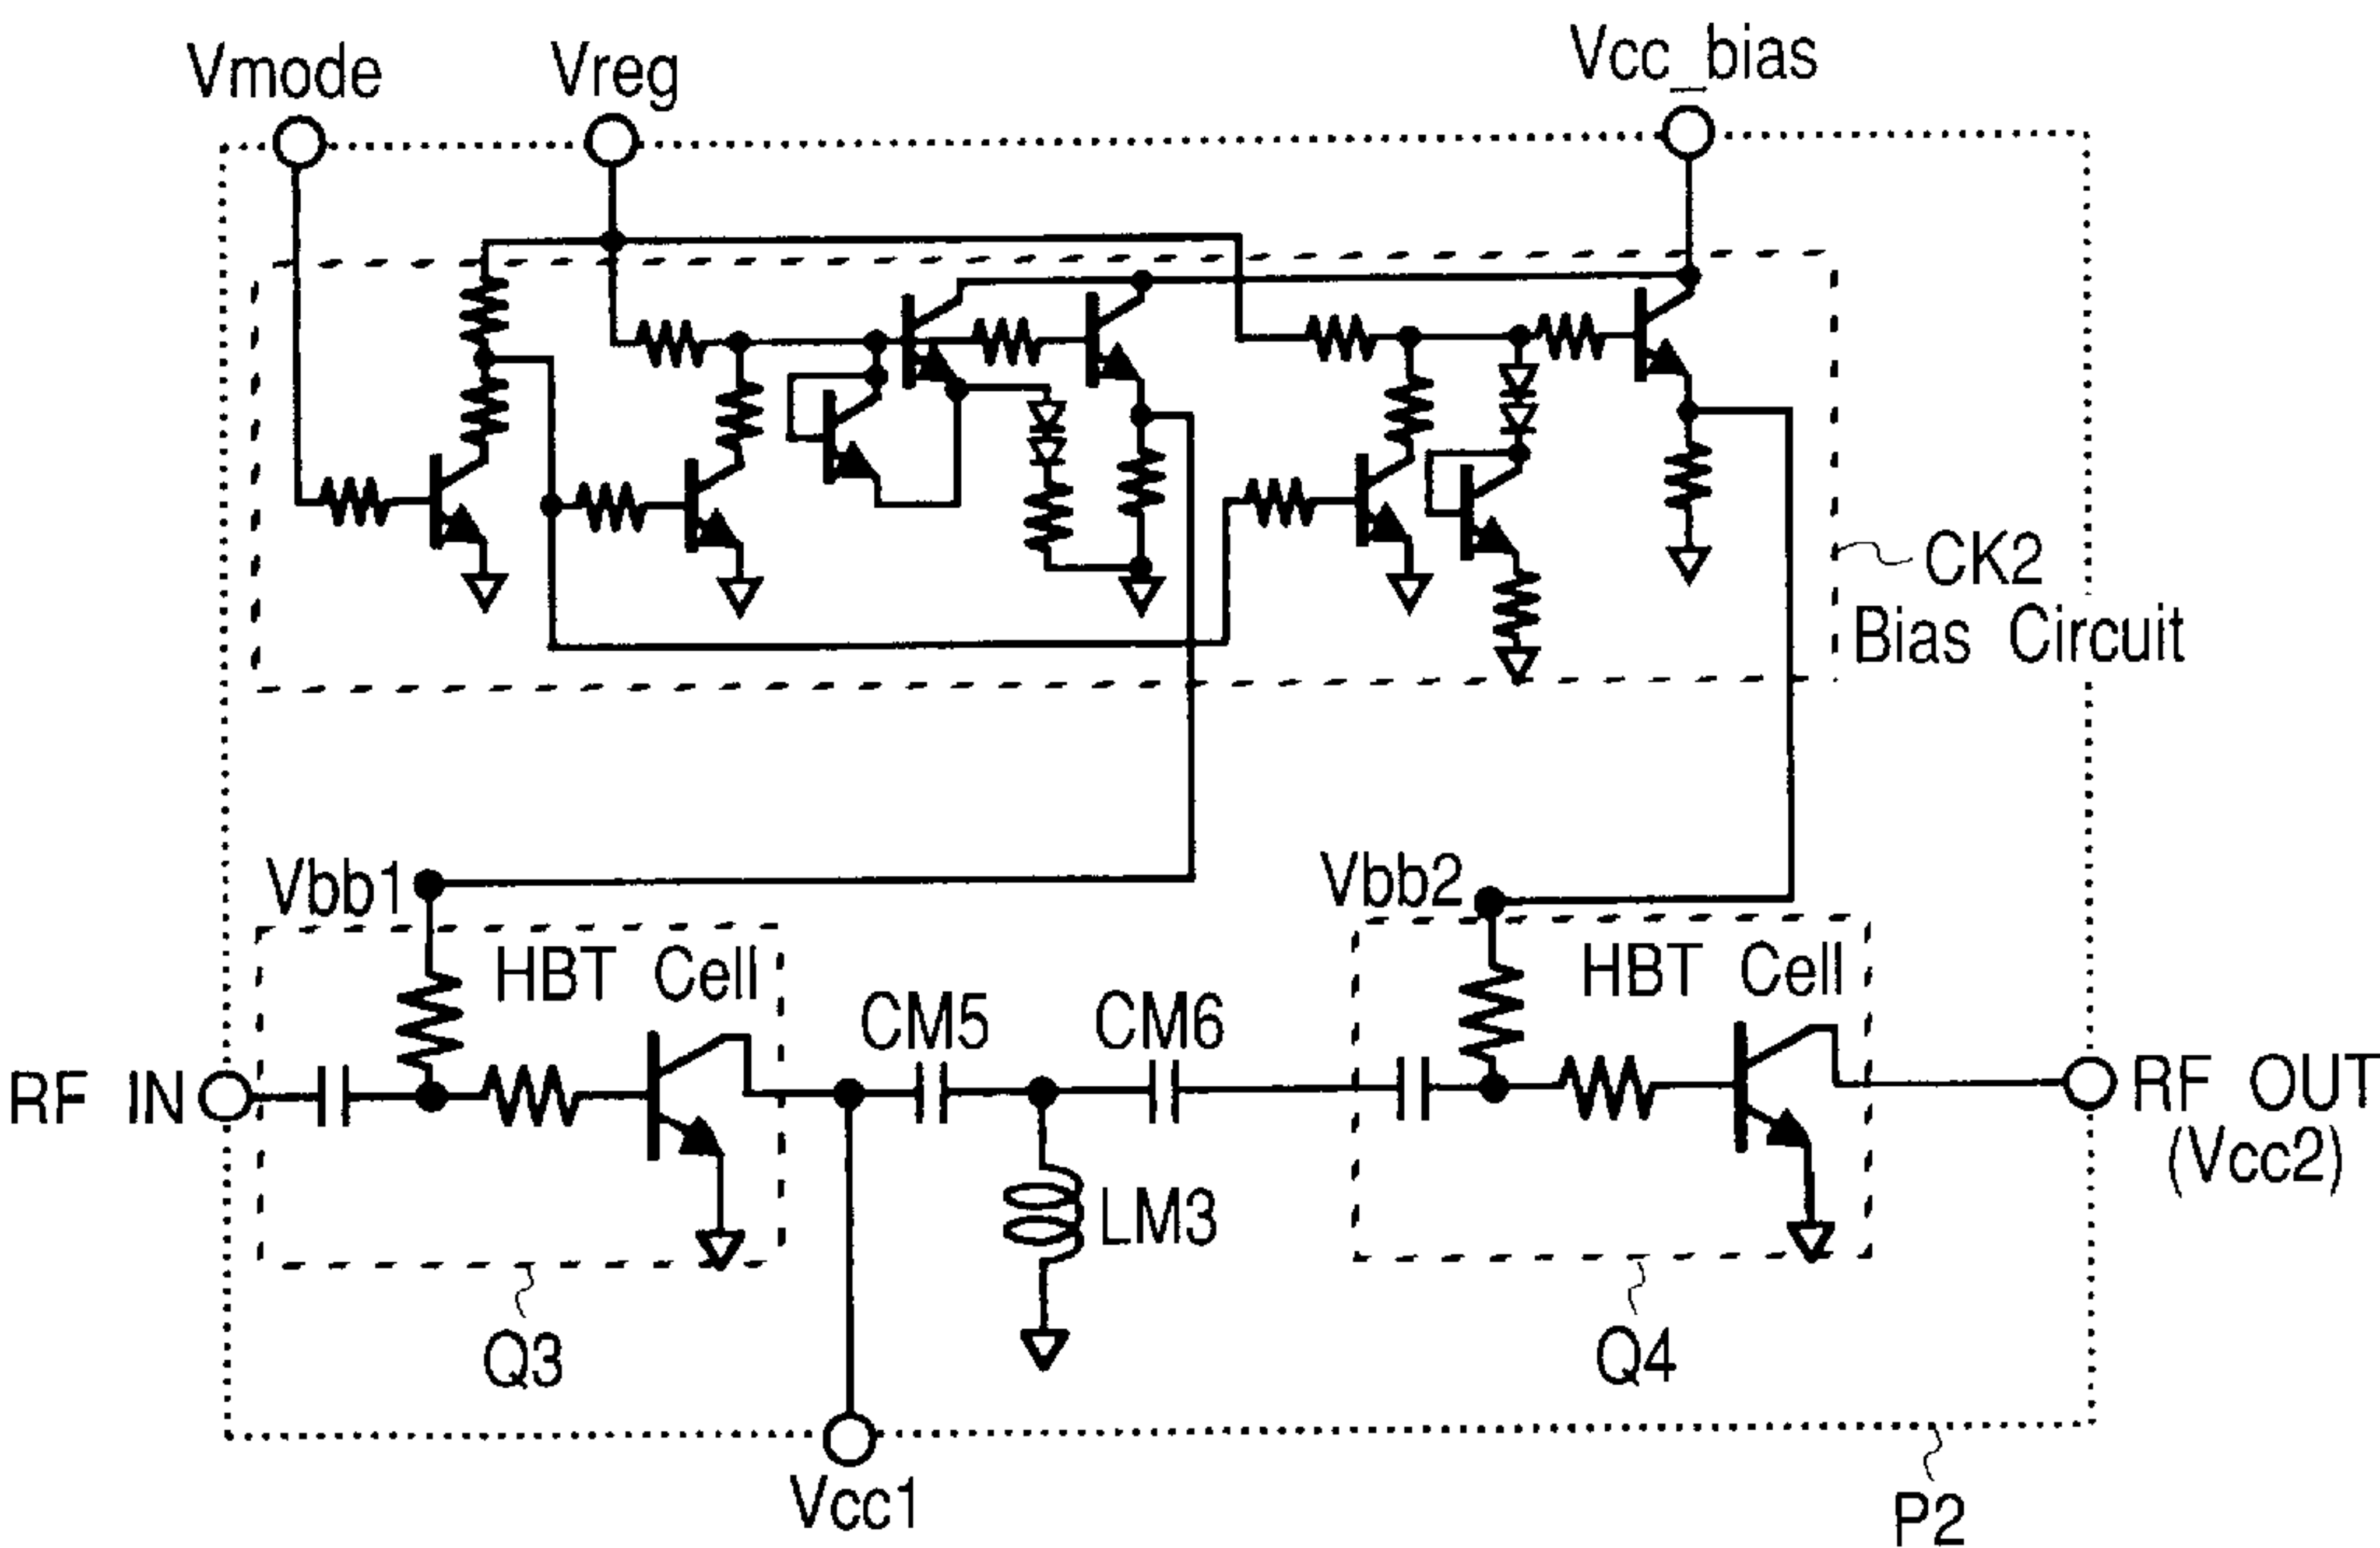 Vmode
Vreg
Vcc_bias
CK2
Bias Circuit
Vbb1
Vbb2
HBT Cell
HBT Cell
CM5
CM6
RF IN
RF OUT
(Vcc2)
LM3
Q3
Q4
Vcc1
P2